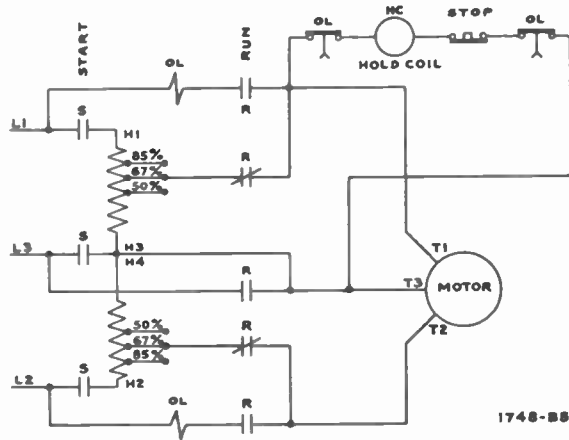 OL HC STOP OL
HOLD COIL
START OL RUN
L1 S H1 R
85%
67% R
50%
L3 S H3 R
H4
T1
T3 MOTOR
T2
50%
67% R
85%
L2 S H2
OL R
1748-BS